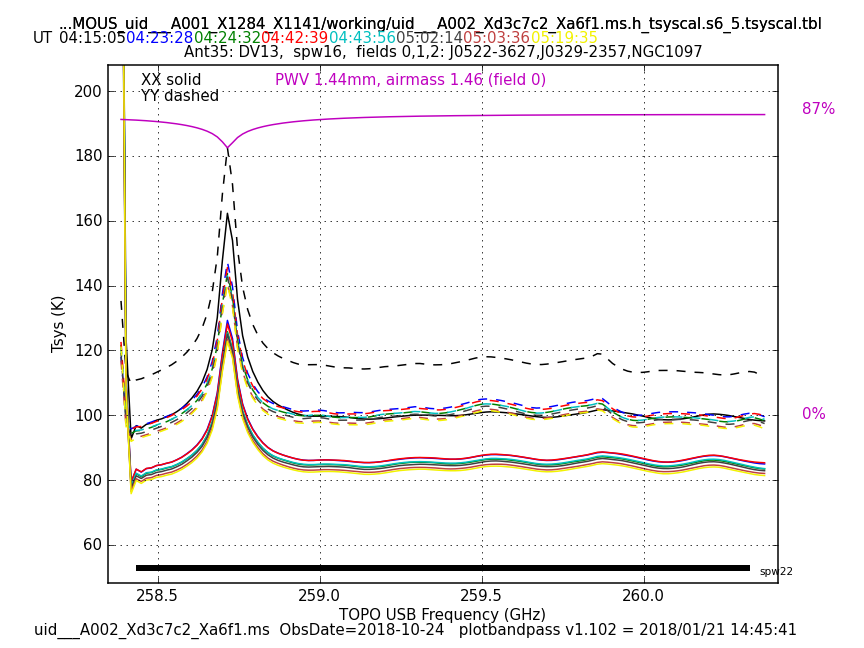 ...MOUS_uid___A001_X1284_X1141/working/uid___A002_Xd3c7c2_Xa6f1.ms.h_tsyscal.s6_5.tsyscal.tbl
UT 04:15:05 04:23:28 04:24:32 04:42:39 04:43:56 05:02:14 05:03:36 05:19:35
Ant35: DV13, spw16, fields 0,1,2: J0522-3627,J0329-2357,NGC1097
XX solid
YY dashed
PWV 1.44mm, airmass 1.46 (field 0)
87%
0%
200
180
160
140
120
100
80
60
Tsys (K)
spw22
258.5 259.0 259.5 260.0
TOPO USB Frequency (GHz)
uid___A002_Xd3c7c2_Xa6f1.ms ObsDate=2018-10-24 plotbandpass v1.102 = 2018/01/21 14:45:41